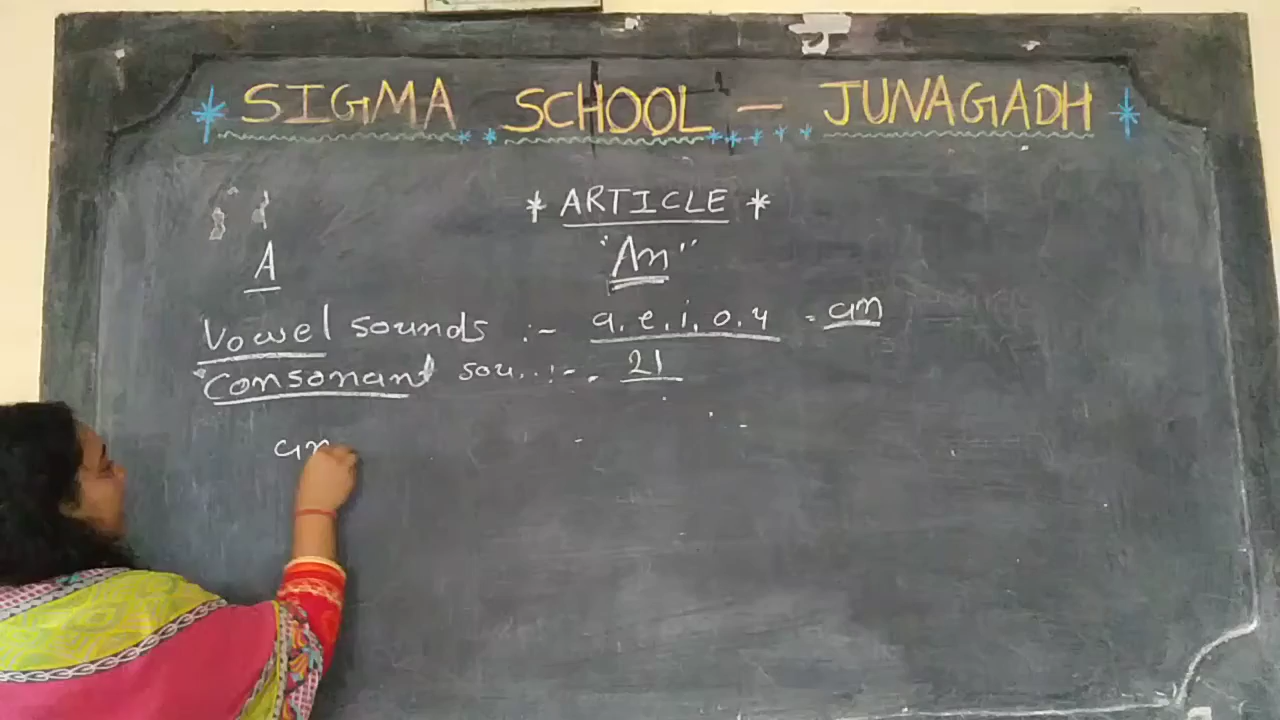 * SIGMA SCHOOL - JUNAGADH *
* ARTICLE *
A "An"
Vowel sounds :- a, e, i, o, u = an
Consonant sou..:- . 21
an